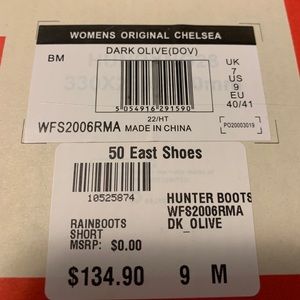 WOMENS ORIGINAL CHELSEA
BM
DARK OLIVE(DOV)
UK
7
US
9
EU
40/41
5 054916 291590
22/HT
WFS2006RMA
MADE IN CHINA
PO20003019
50 East Shoes
10525874
HUNTER BOOTS
WFS2006RMA
DK_OLIVE
RAINBOOTS
SHORT
MSRP: $0.00
$134.90
9 M